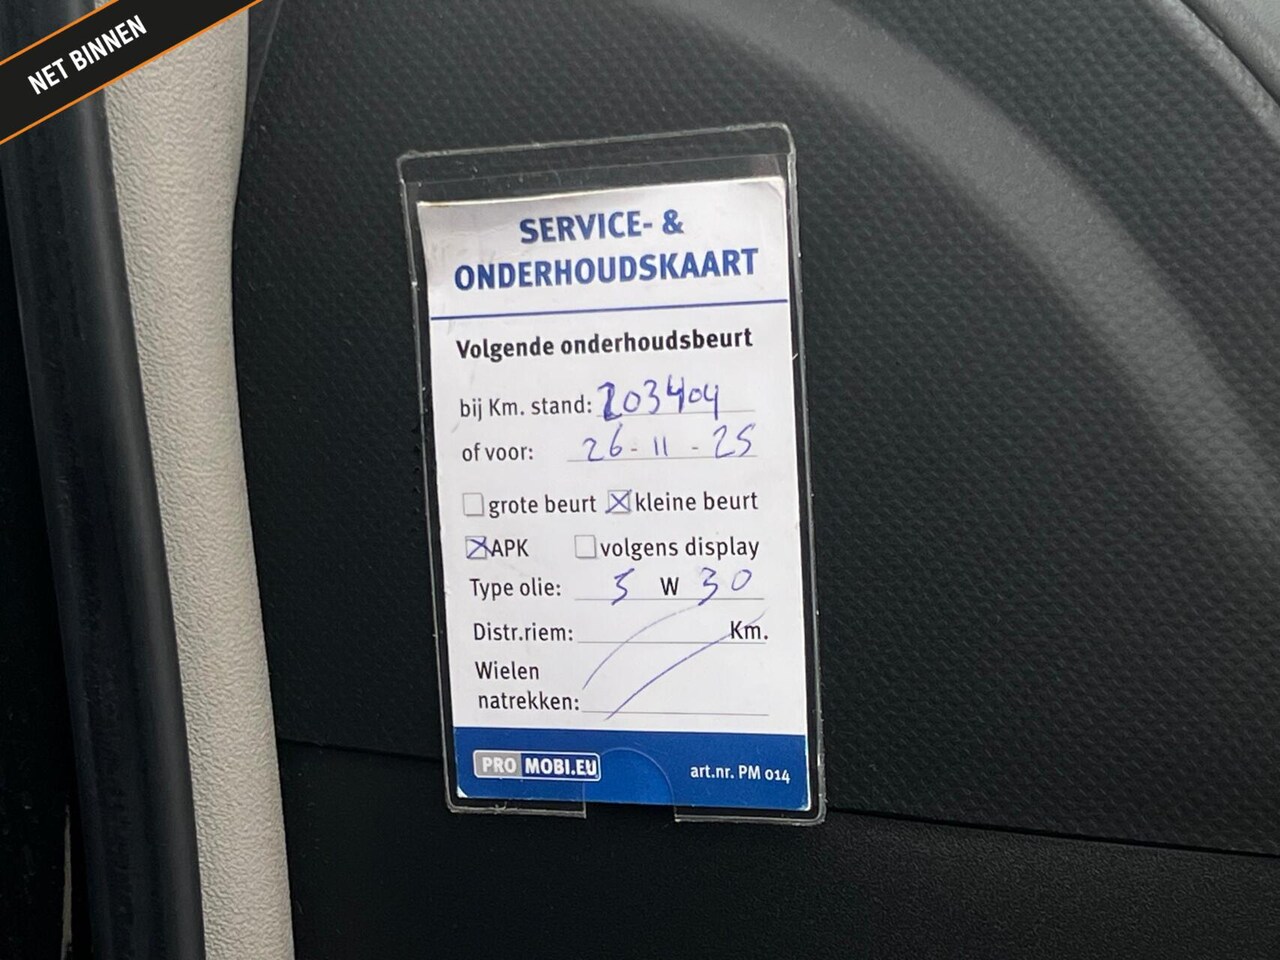 NET BINNEN
SERVICE- &
ONDERHOUDSKAART
Volgende onderhoudsbeurt
bij Km. stand: 203404
of voor: 26-11-25
grote beurt kleine beurt
APK volgens display
Type olie: 5 W 30
Distr.riem: Km.
Wielen
natrekken:
PRO MOBI.EU art.nr. PM 014